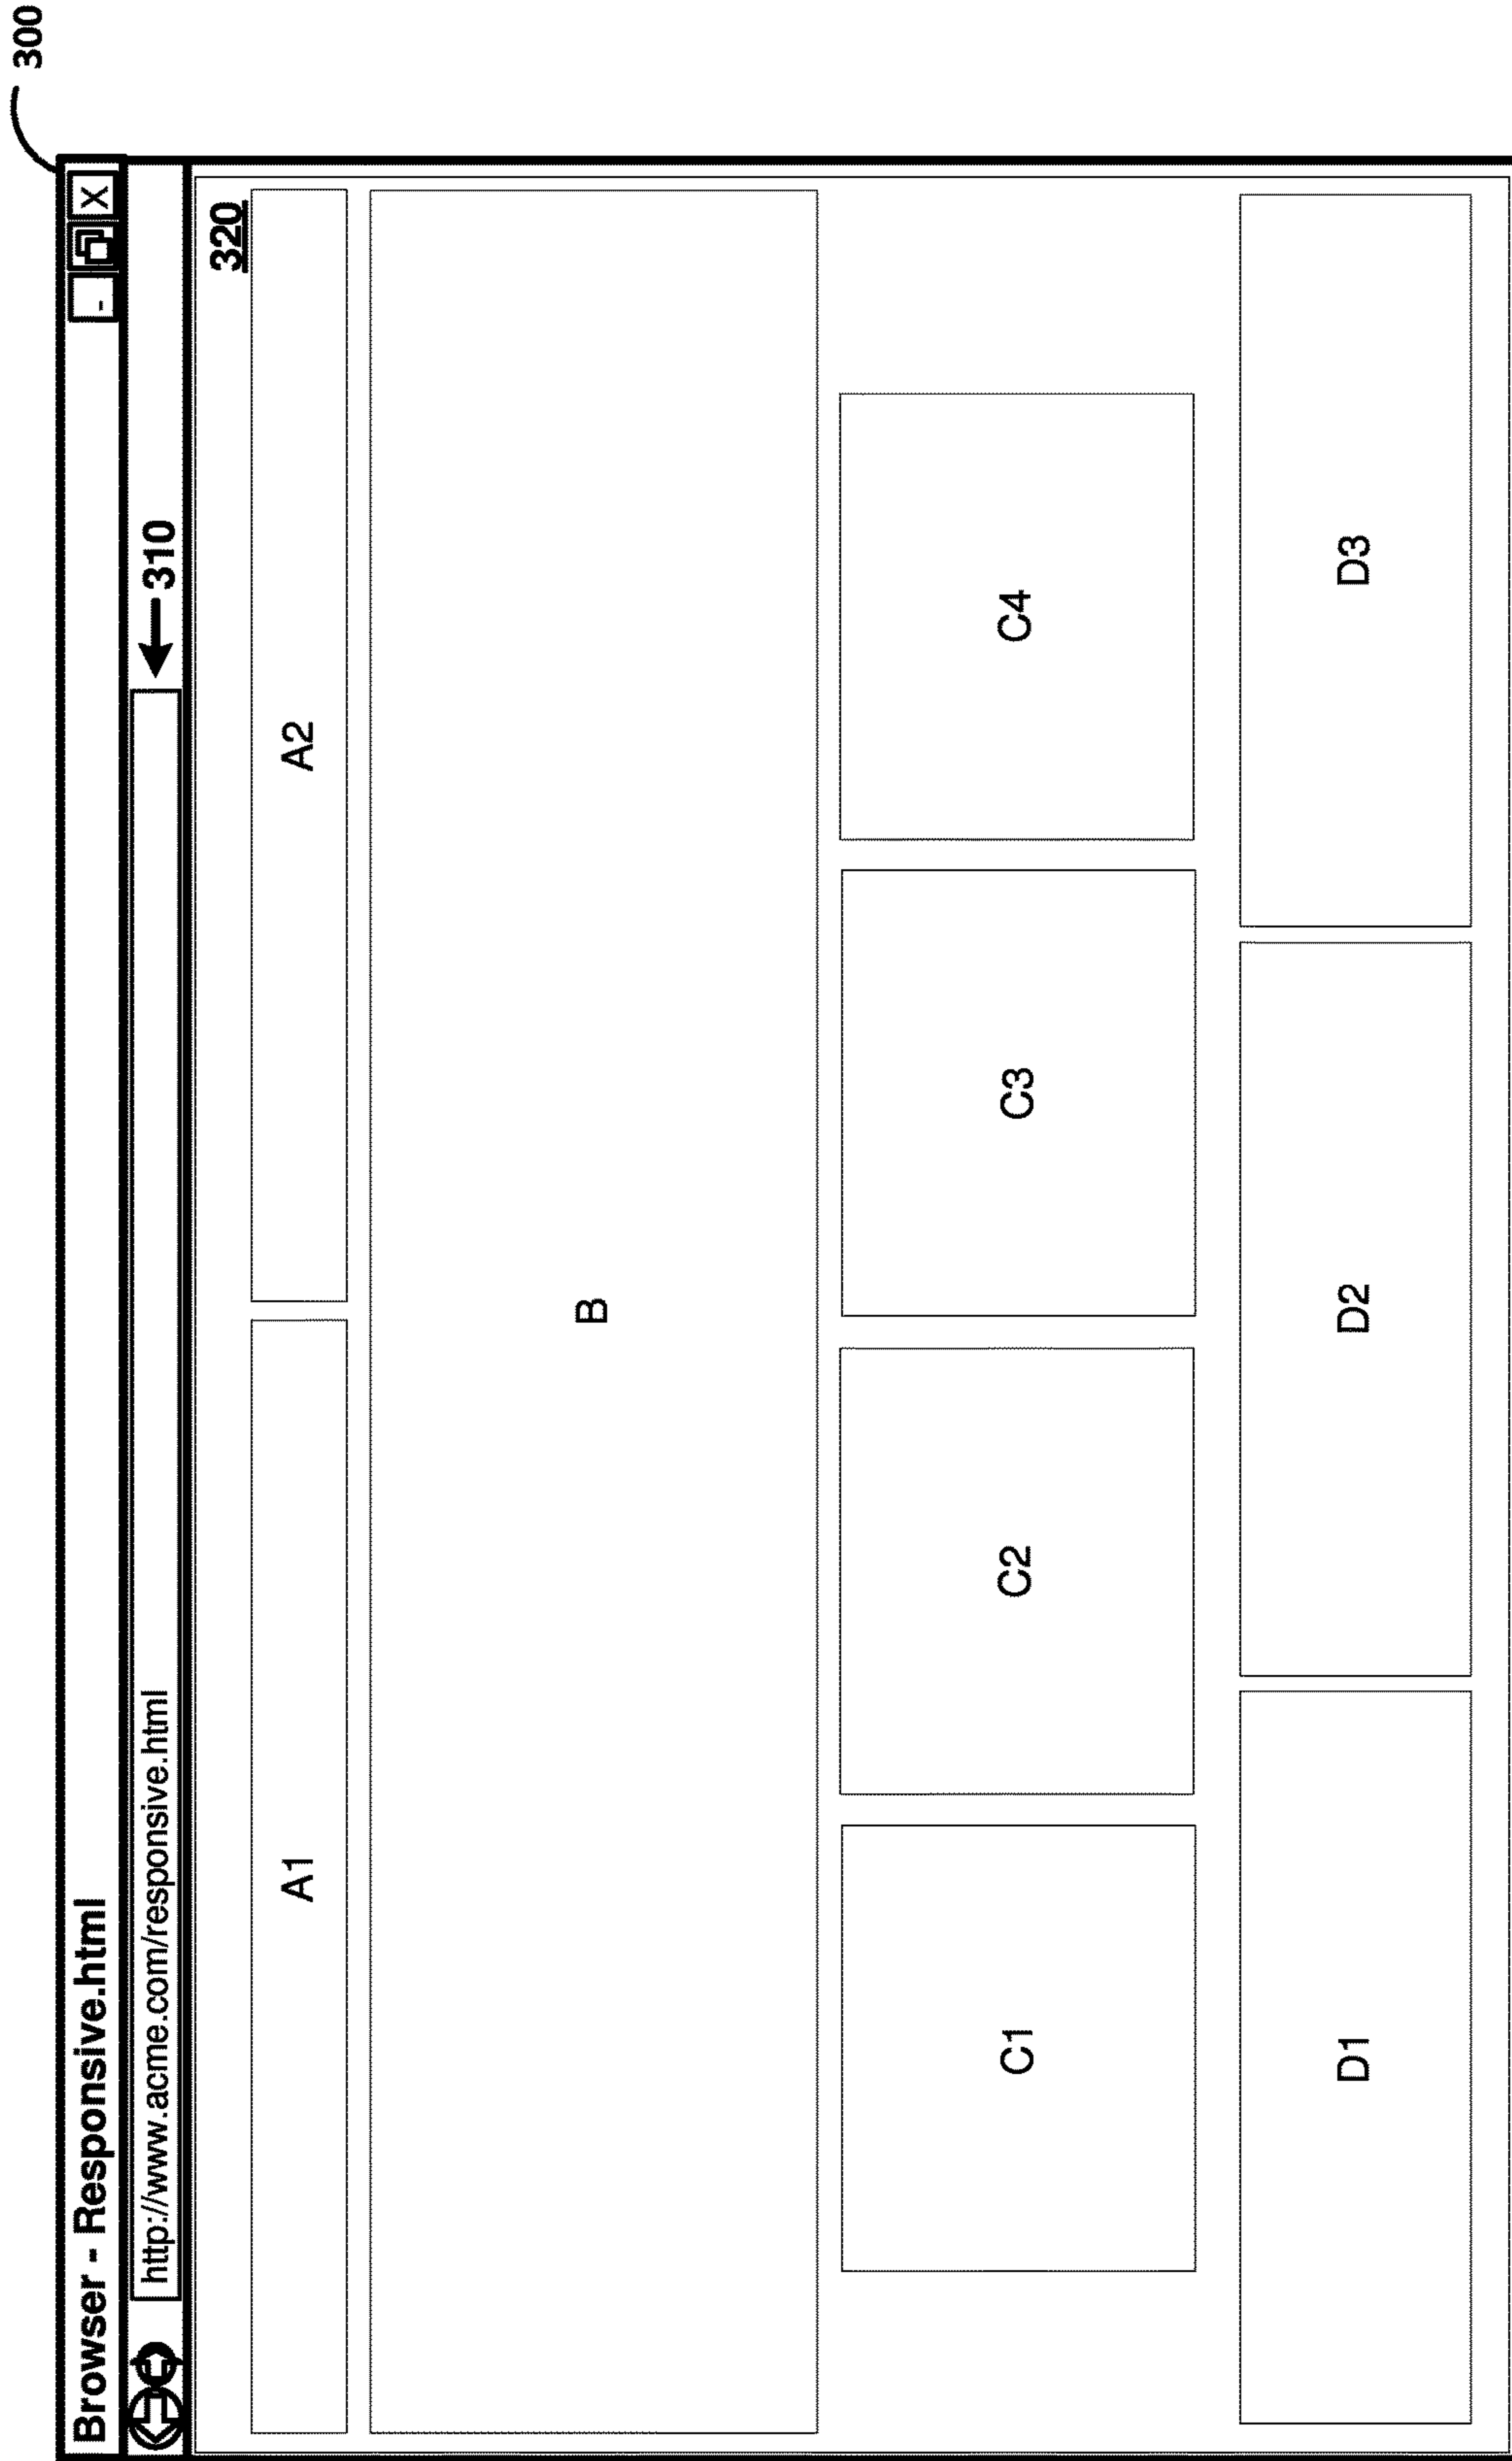 300
Browser - Responsive.html
- X
http://www.acme.com/responsive.html
310
320
A1 A2
B
C1 C2 C3 C4
D1 D2 D3